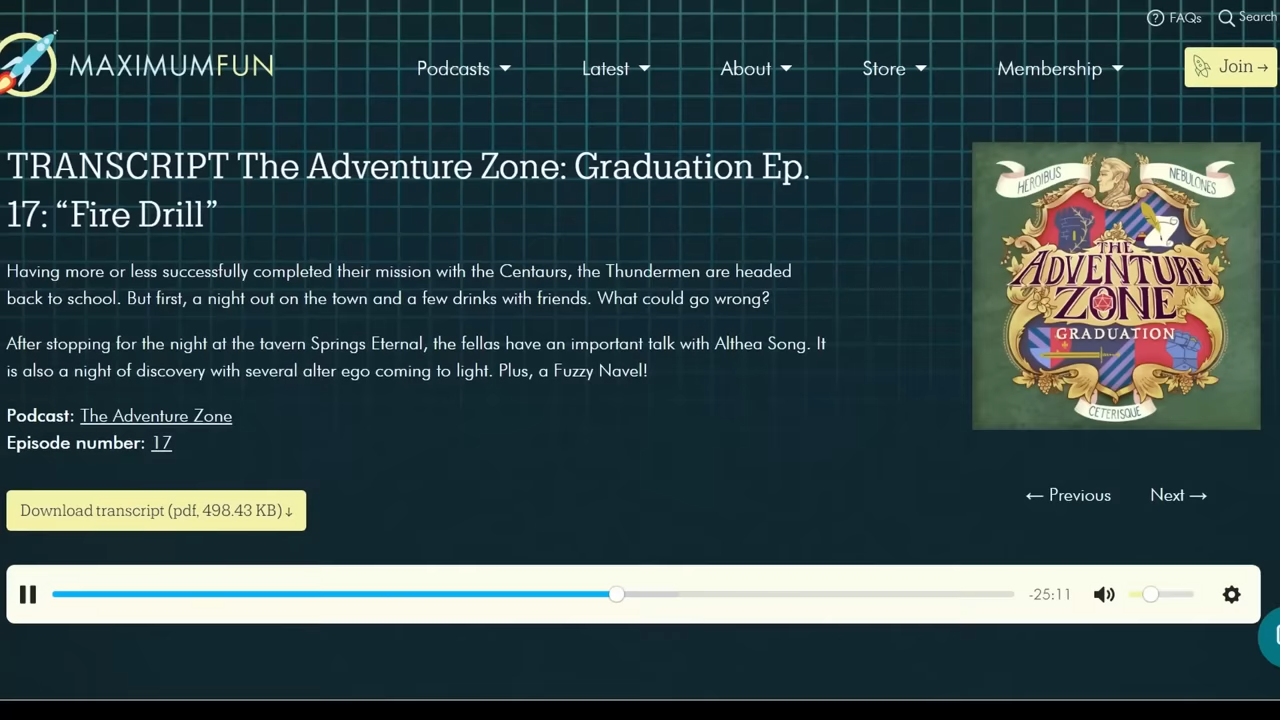 FAQs Search
MAXIMUMFUN
Podcasts Latest About Store Membership Join →
TRANSCRIPT The Adventure Zone: Graduation Ep.
17: “Fire Drill”
Having more or less successfully completed their mission with the Centaurs, the Thundermen are headed
back to school. But first, a night out on the town and a few drinks with friends. What could go wrong?
After stopping for the night at the tavern Springs Eternal, the fellas have an important talk with Althea Song. It
is also a night of discovery with several alter ego coming to light. Plus, a Fuzzy Navel!
Podcast: The Adventure Zone
Episode number: 17
Download transcript (pdf, 498.43 KB) ↓
HEROIBUS
NEBULONES
THE
ADVENTURE
ZONE
GRADUATION
CETERISQUE
← Previous Next →
-25:11